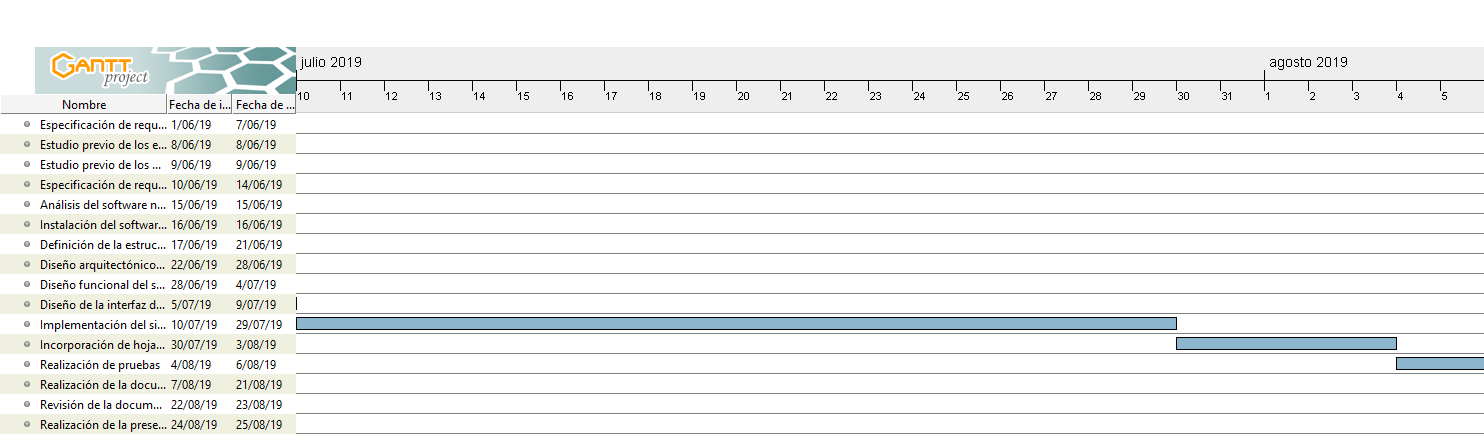 GANTT
project
julio 2019 agosto 2019
10 11 12 13 14 15 16 17 18 19 20 21 22 23 24 25 26 27 28 29 30 31 1 2 3 4 5
Nombre Fecha de i... Fecha de ...
Especificación de requ... 1/06/19 7/06/19
Estudio previo de los e... 8/06/19 8/06/19
Estudio previo de los ... 9/06/19 9/06/19
Especificación de requ... 10/06/19 14/06/19
Análisis del software n... 15/06/19 15/06/19
Instalación del softwar... 16/06/19 16/06/19
Definición de la estruc... 17/06/19 21/06/19
Diseño arquitectónico... 22/06/19 28/06/19
Diseño funcional del s... 28/06/19 4/07/19
Diseño de la interfaz d... 5/07/19 9/07/19
Implementación del si... 10/07/19 29/07/19
Incorporación de hoja... 30/07/19 3/08/19
Realización de pruebas 4/08/19 6/08/19
Realización de la docu... 7/08/19 21/08/19
Revisión de la docum... 22/08/19 23/08/19
Realización de la prese... 24/08/19 25/08/19